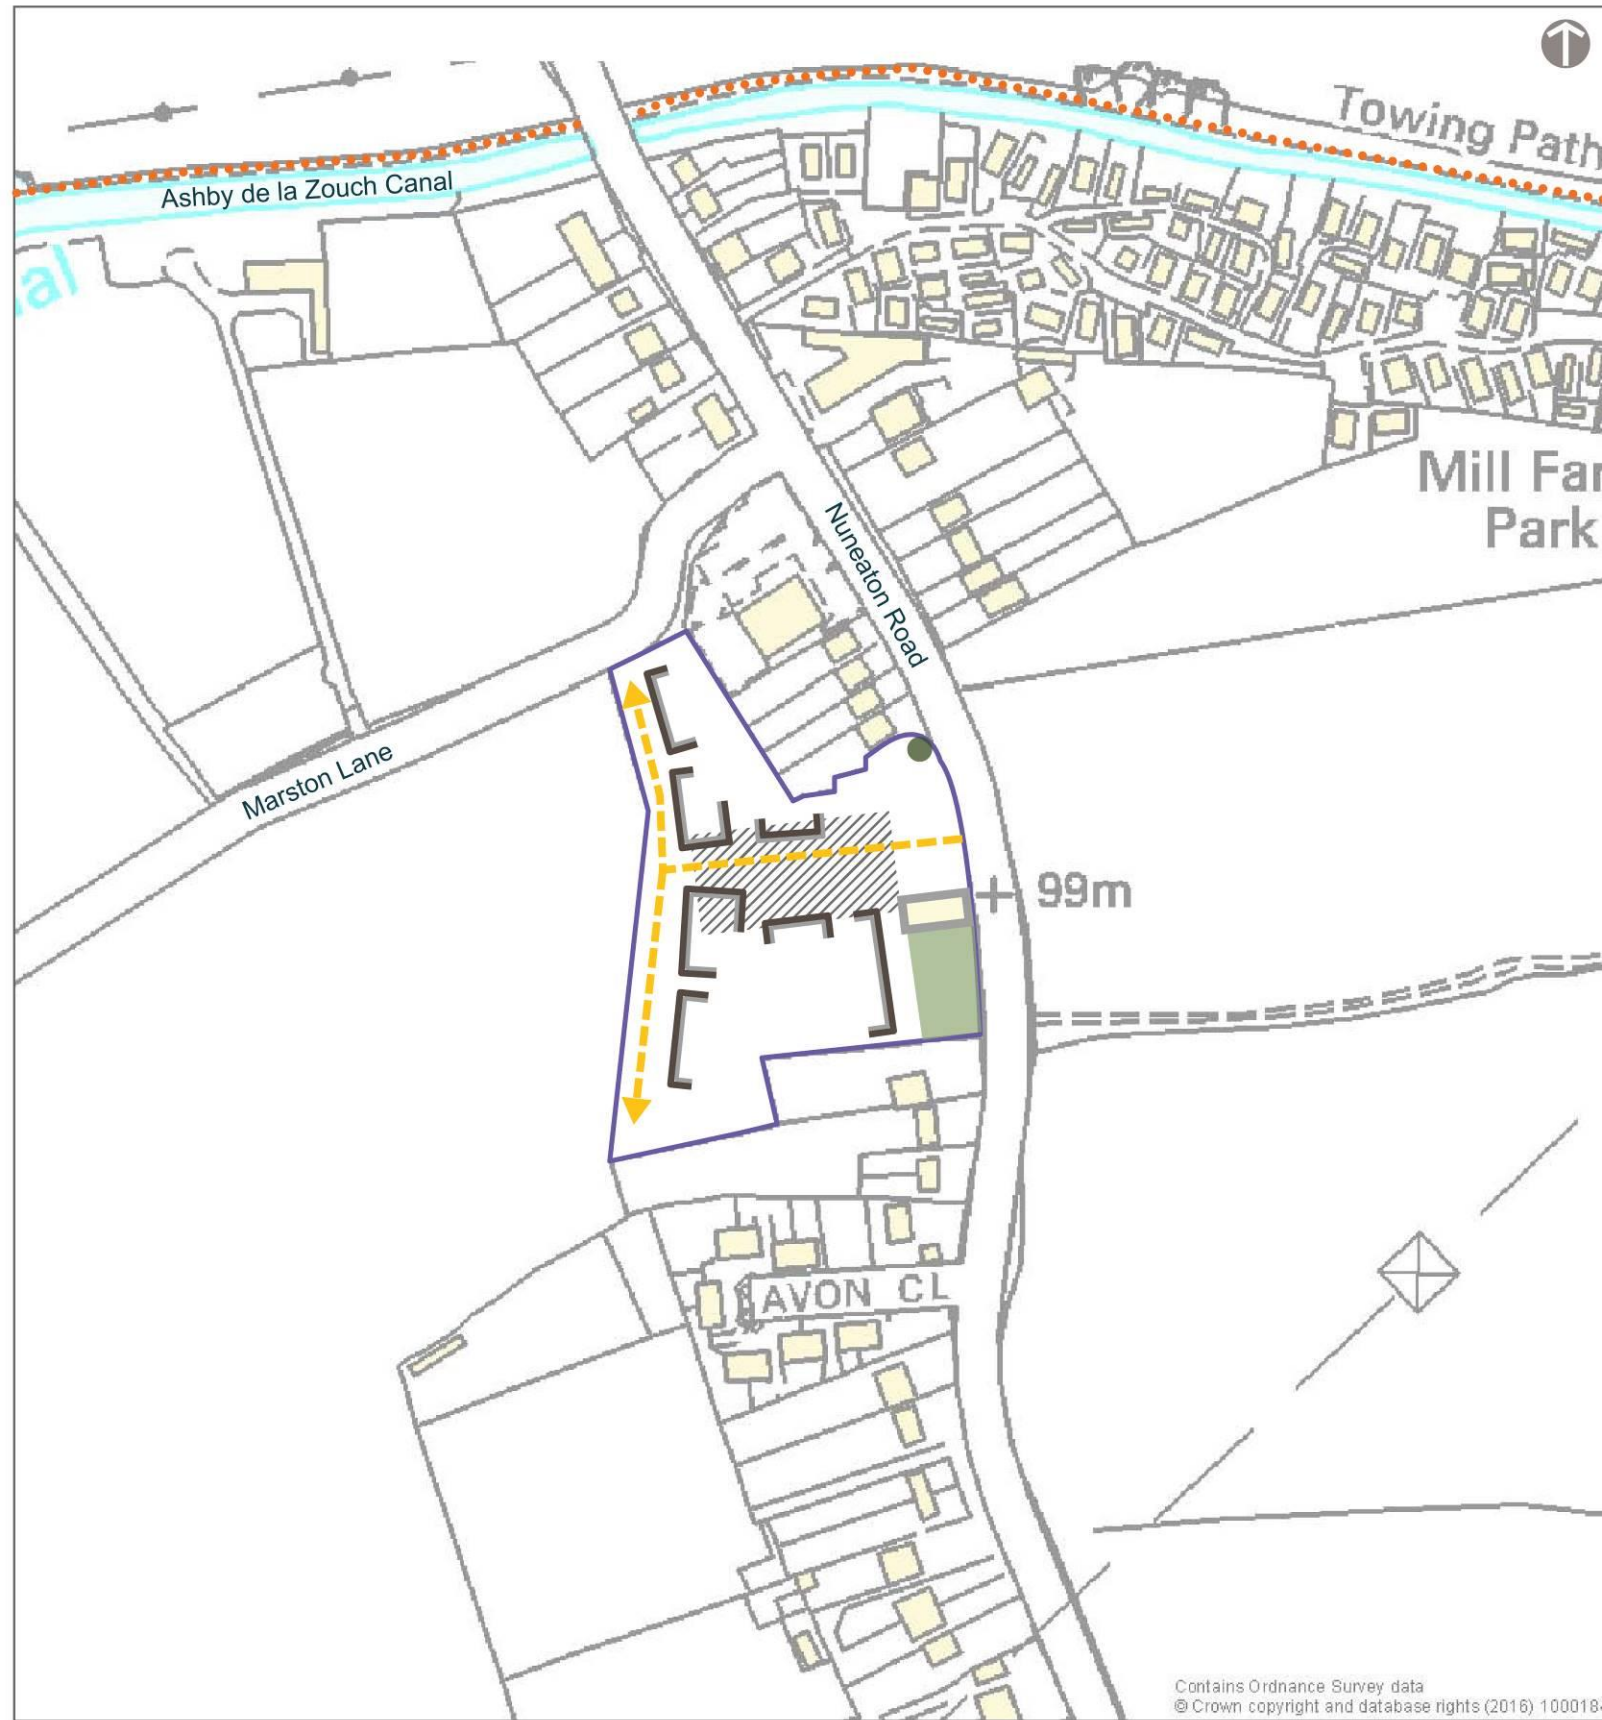 Towing Path
Ashby de la Zouch Canal
al
Mill Far
Park
Nuneaton Road
Marston Lane
99m
AVON CL
Contains Ordnance Survey data
© Crown copyright and database rights (2016) 100018